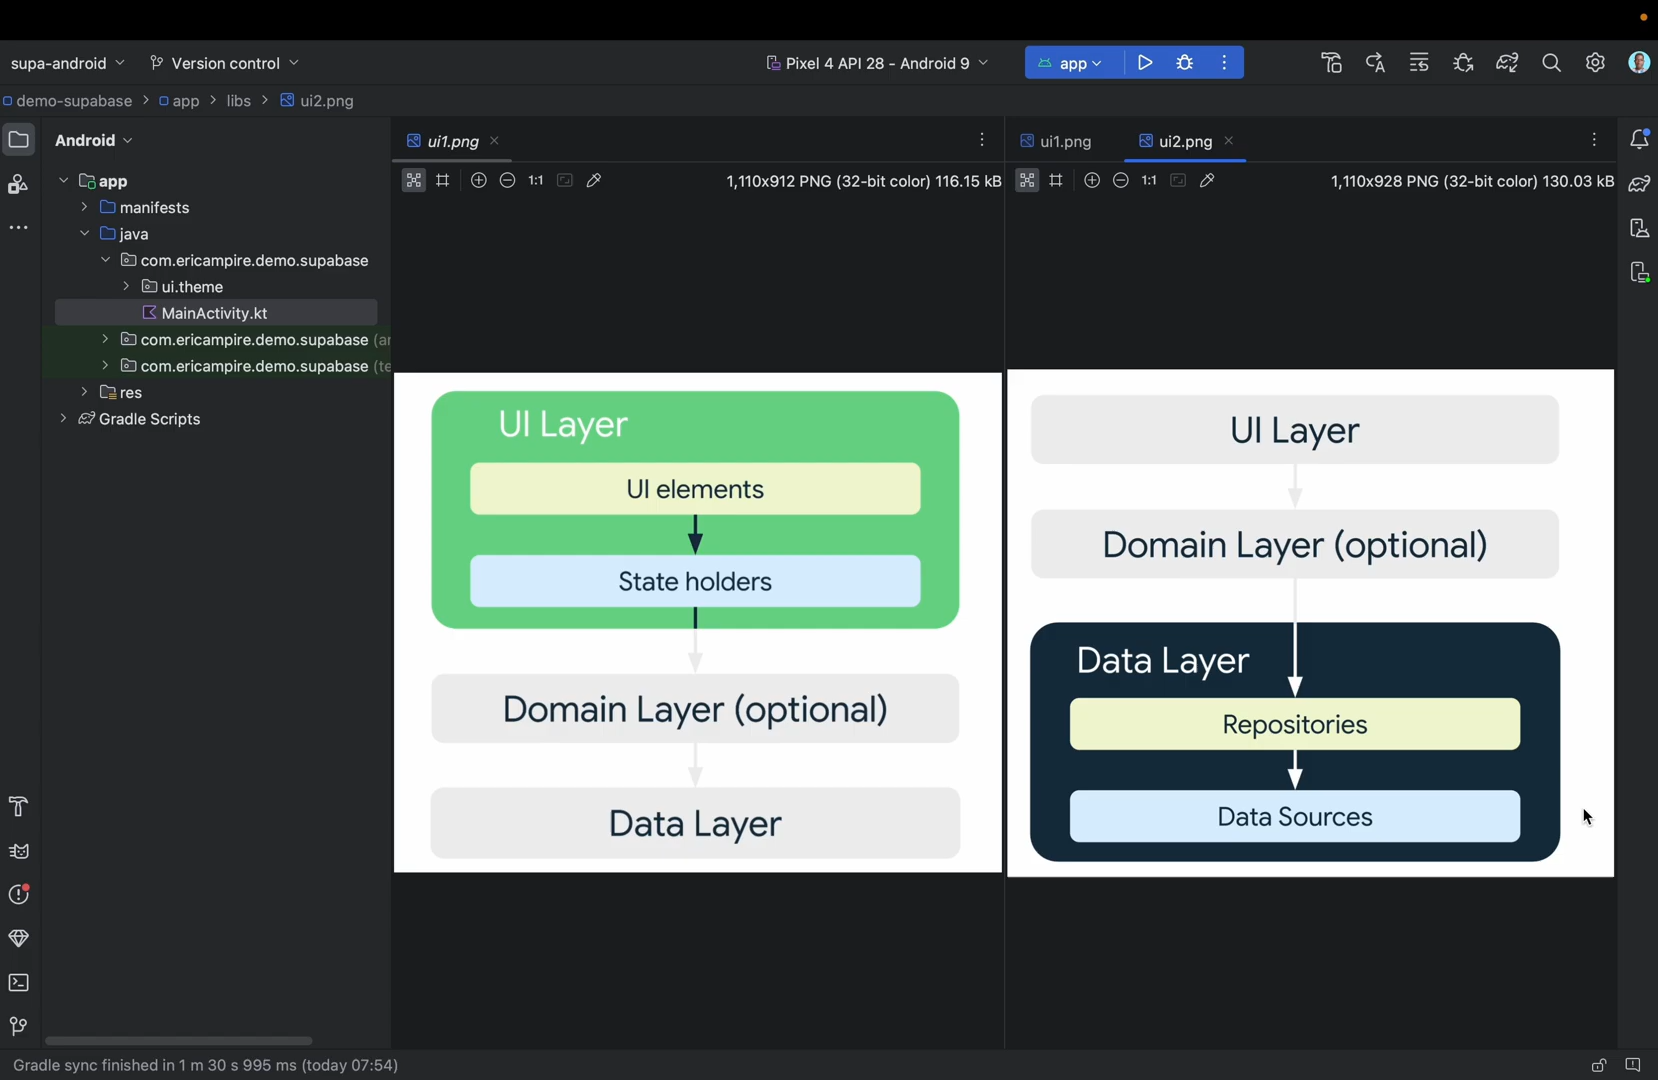 supa-android
Version control
Pixel 4 API 28 - Android 9
app
demo-supabase
app
libs
ui2.png
Android
app
manifests
java
com.ericampire.demo.supabase
ui.theme
MainActivity.kt
com.ericampire.demo.supabase (ar
com.ericampire.demo.supabase (te
res
Gradle Scripts
ui1.png
1:1
1,110x912 PNG (32-bit color) 116.15 kB
UI Layer
UI elements
State holders
Domain Layer (optional)
Data Layer
ui1.png
ui2.png
1:1
1,110x928 PNG (32-bit color) 130.03 kB
UI Layer
Domain Layer (optional)
Data Layer
Repositories
Data Sources
Gradle sync finished in 1 m 30 s 995 ms (today 07:54)